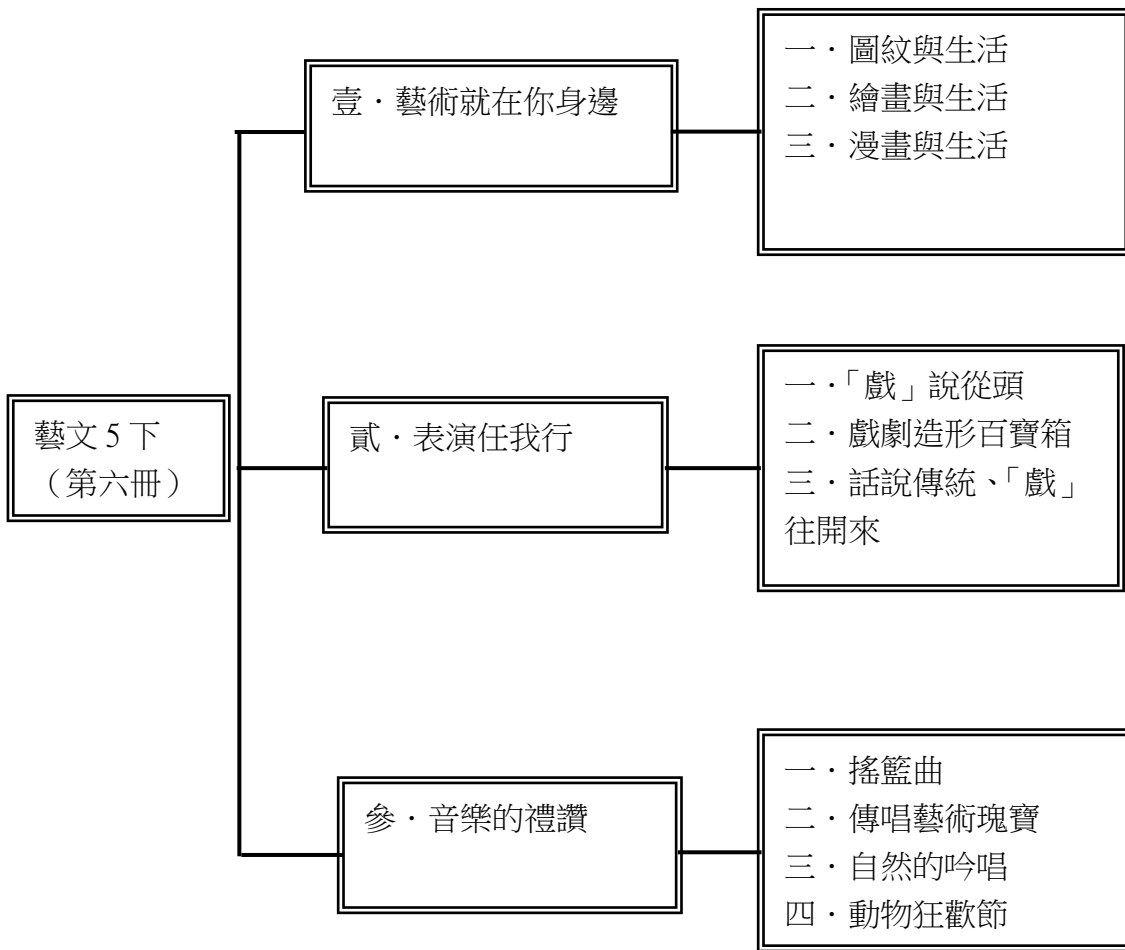 壹．藝術就在你身邊
一．圖紋與生活
二．繪畫與生活
三．漫畫與生活
藝文5下
（第六冊）
貳．表演任我行
一．「戲」說從頭
二．戲劇造形百寶箱
三．話說傳統、「戲」
往開來
參．音樂的禮讚
一．搖籃曲
二．傳唱藝術瑰寶
三．自然的吟唱
四．動物狂歡節